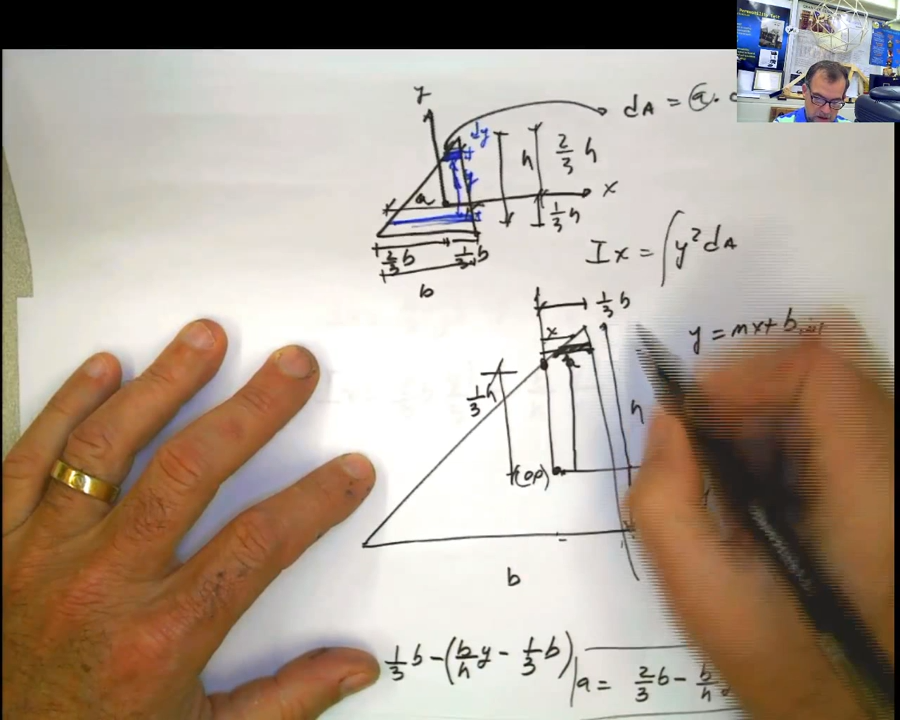 y
dA = a .
dy
h
2/3 h
y
a
x
1/3 h
2/3 b
1/3 b
b
Ix = ∫ y² dA
1/3 b
x
y = mx + b
1/3 h
a
h
(0,0)
b
1/3 b - (b/h y - 1/3 b)
a = 2/3 b - b/h